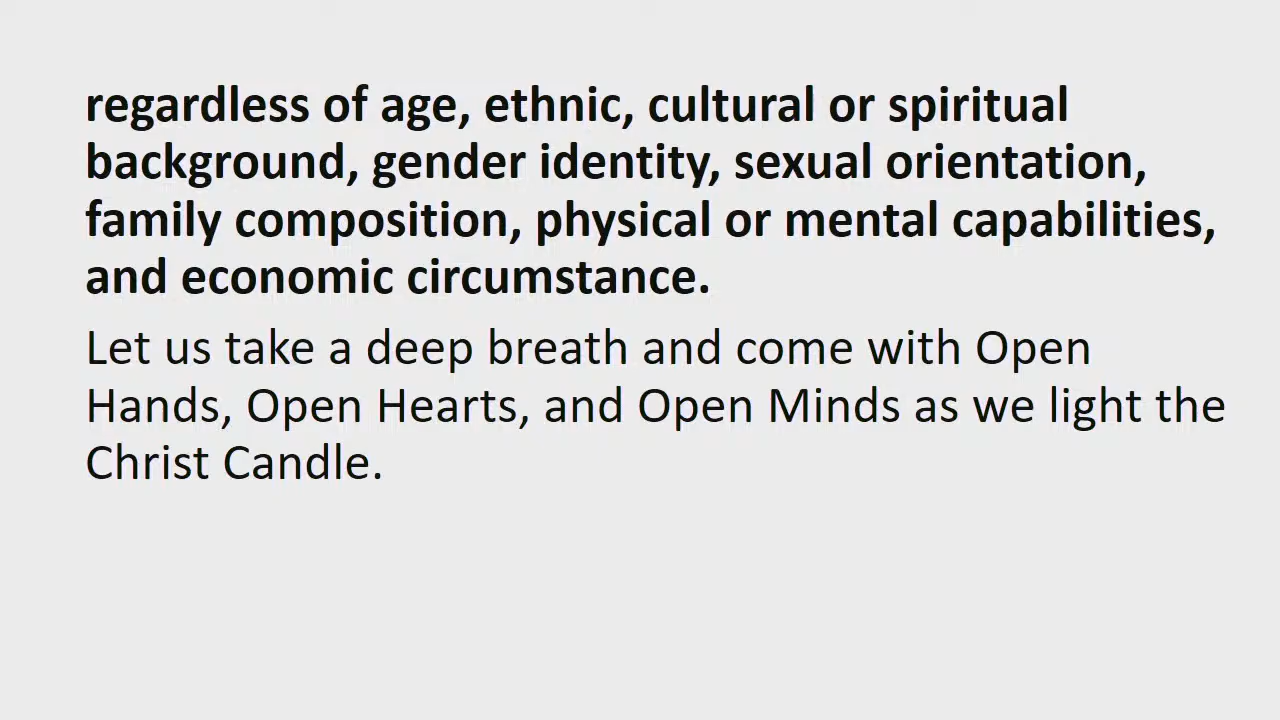 regardless of age, ethnic, cultural or spiritual
background, gender identity, sexual orientation,
family composition, physical or mental capabilities,
and economic circumstance.
Let us take a deep breath and come with Open
Hands, Open Hearts, and Open Minds as we light the
Christ Candle.